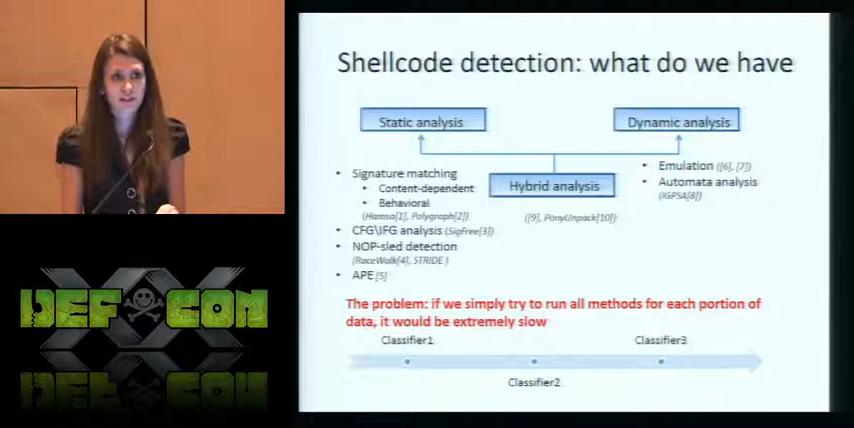 Shellcode detection: what do we have
Static analysis
Dynamic analysis
Hybrid analysis
• Signature matching
• Content-dependent
• Behavioral
(Hamsa[1], Polygraph[2])
• CFG\IFG analysis (SigFree[3])
• NOP-sled detection
(RaceWalk[4], STRIDE )
• APE [5]
([9], PonyUnpack[10])
• Emulation ([6], [7])
• Automata analysis
(IGPSA[8])
The problem: if we simply try to run all methods for each portion of
data, it would be extremely slow
Classifier1
Classifier2
Classifier3
XX
DEF CON